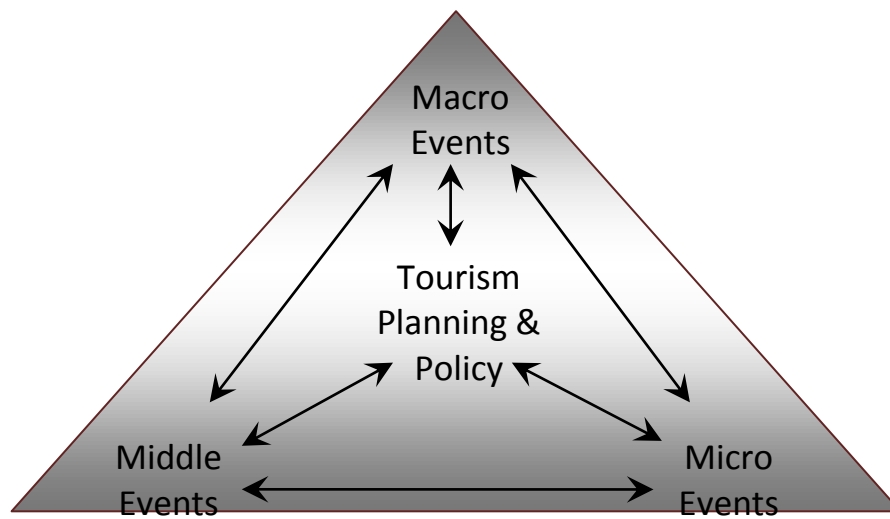 Macro
Events
Tourism
Planning &
Policy
Middle
Events
Micro
Events